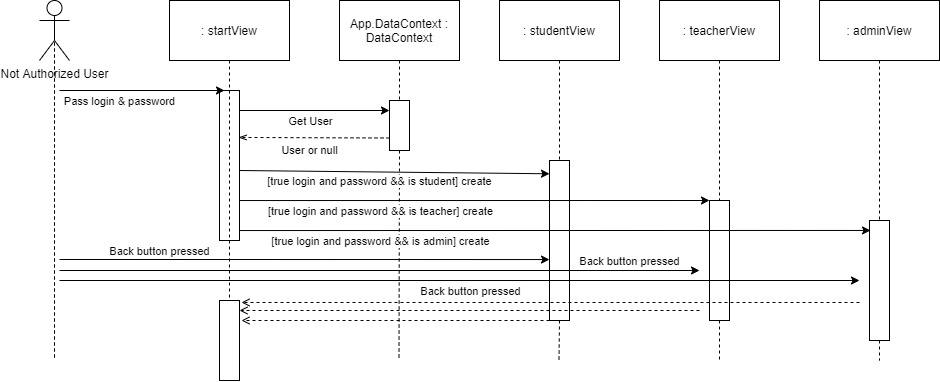 : startView
App.DataContext :
DataContext
: studentView
: teacherView
: adminView
Not Authorized User
Pass login & password
Get User
User or null
[true login and password && is student] create
[true login and password && is teacher] create
[true login and password && is admin] create
Back button pressed
Back button pressed
Back button pressed